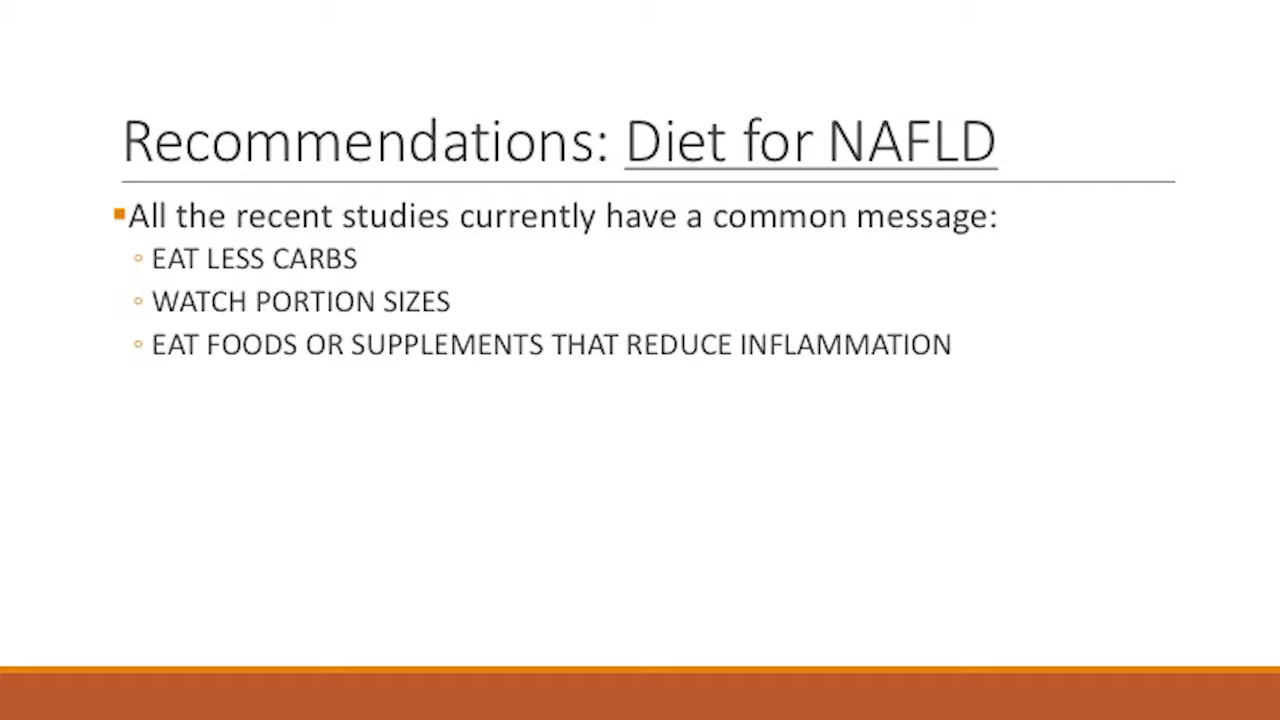 Recommendations: Diet for NAFLD
▪All the recent studies currently have a common message:
◦ EAT LESS CARBS
◦ WATCH PORTION SIZES
◦ EAT FOODS OR SUPPLEMENTS THAT REDUCE INFLAMMATION